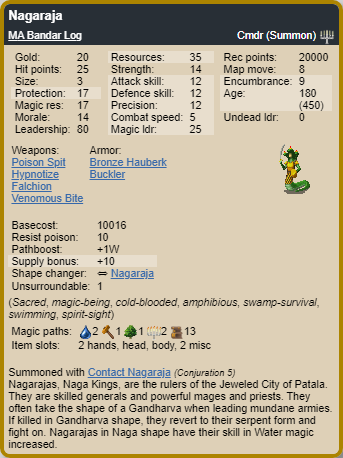 Nagaraja
MA Bandar Log Cmdr (Summon)
Gold: 20 Resources: 35 Rec points: 20000
Hit points: 25 Strength: 14 Map move: 8
Size: 3 Attack skill: 12 Encumbrance: 9
Protection: 17 Defence skill: 12 Age: 180
Magic res: 17 Precision: 12 (450)
Morale: 14 Combat speed: 5 Undead ldr: 0
Leadership: 80 Magic ldr: 25
Weapons: Armor:
Poison Spit Bronze Hauberk
Hypnotize Buckler
Falchion
Venomous Bite
Basecost: 10016
Resist poison: 10
Pathboost: +1W
Supply bonus: +10
Shape changer: ⇔ Nagaraja
Unsurroundable: 1
(Sacred, magic-being, cold-blooded, amphibious, swamp-survival,
swimming, spirit-sight)
Magic paths: 2 1 1 2 13
Item slots: 2 hands, head, body, 2 misc
Summoned with Contact Nagaraja (Conjuration 5)
Nagarajas, Naga Kings, are the rulers of the Jeweled City of Patala.
They are skilled generals and powerful mages and priests. They
often take the shape of a Gandharva when leading mundane armies.
If killed in Gandharva shape, they revert to their serpent form and
fight on. Nagarajas in Naga shape have their skill in Water magic
increased.